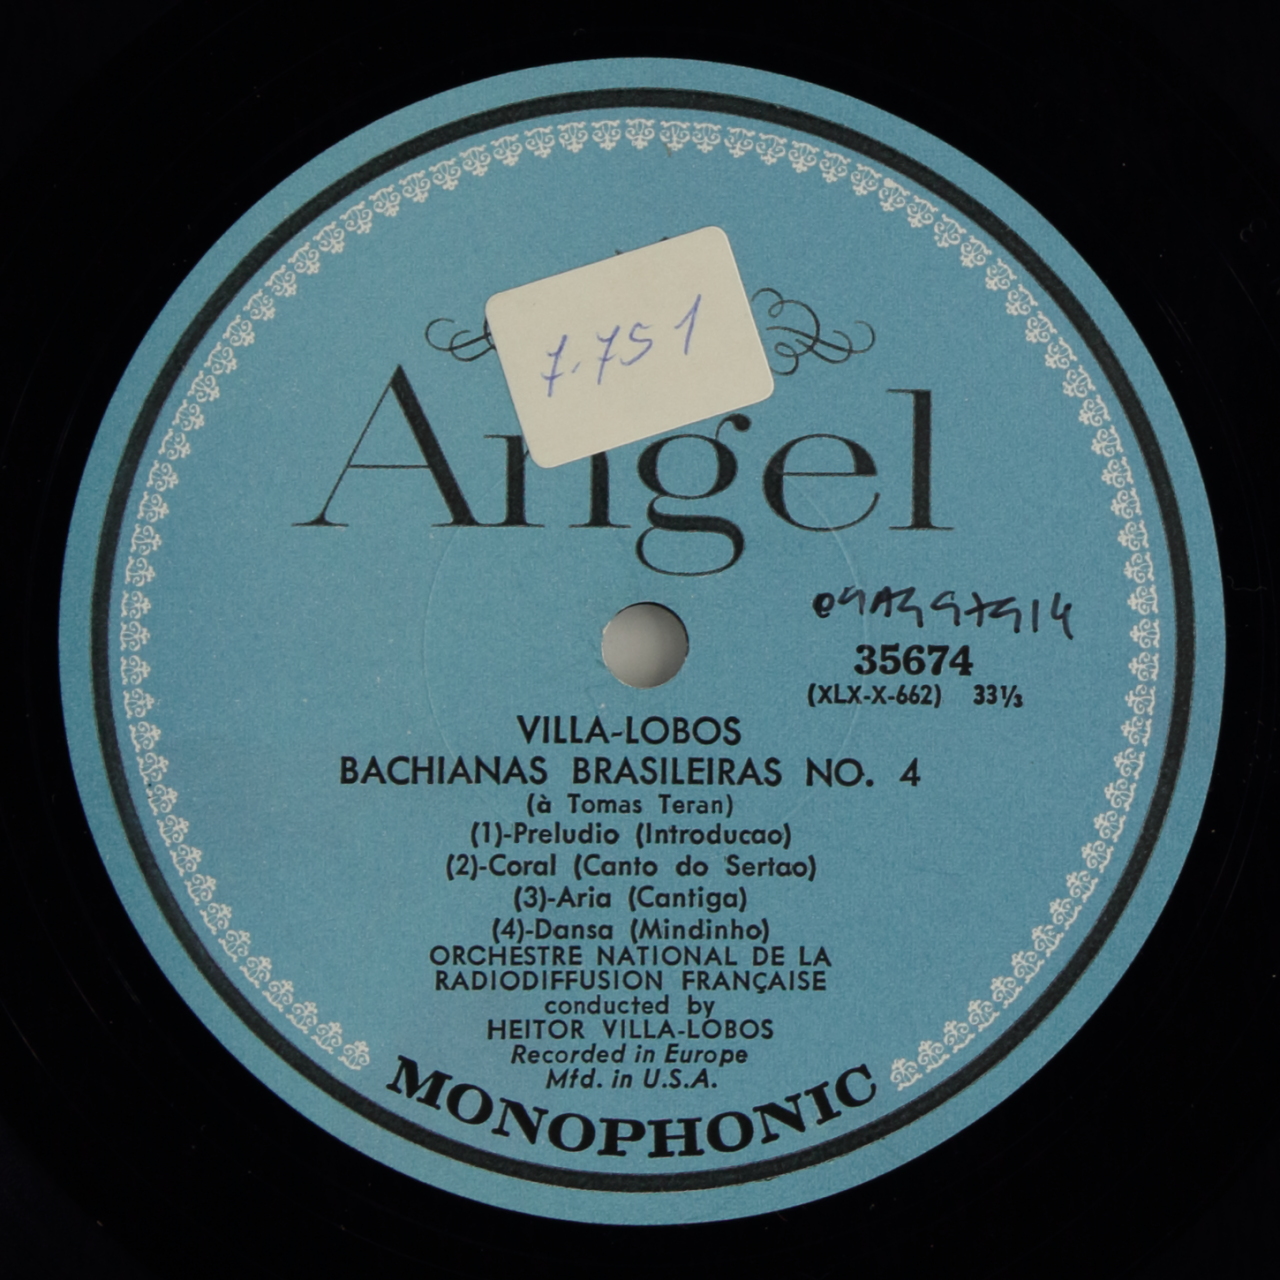 7.751
Angel
35674
(XLX-X-662) 33⅓
VILLA-LOBOS
BACHIANAS BRASILEIRAS NO. 4
(à Tomas Teran)
(1)-Preludio (Introducao)
(2)-Coral (Canto do Sertao)
(3)-Aria (Cantiga)
(4)-Dansa (Mindinho)
ORCHESTRE NATIONAL DE LA
RADIODIFFUSION FRANÇAISE
conducted by
HEITOR VILLA-LOBOS
Recorded in Europe
Mfd. in U.S.A.
MONOPHONIC